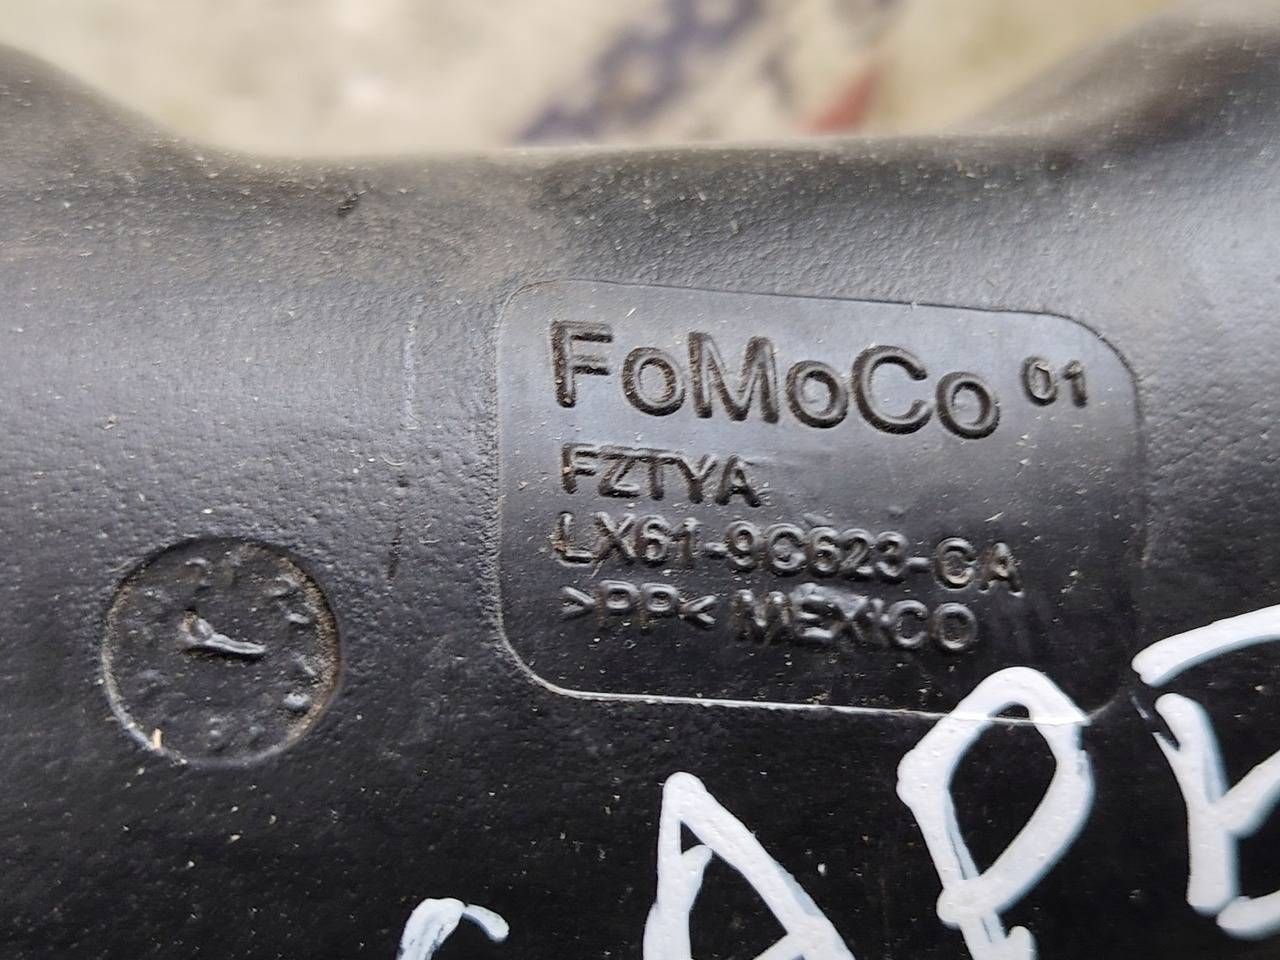 FoMoCo 01
FZTYA
LX61-9C623-CA
>PP< MEXICO